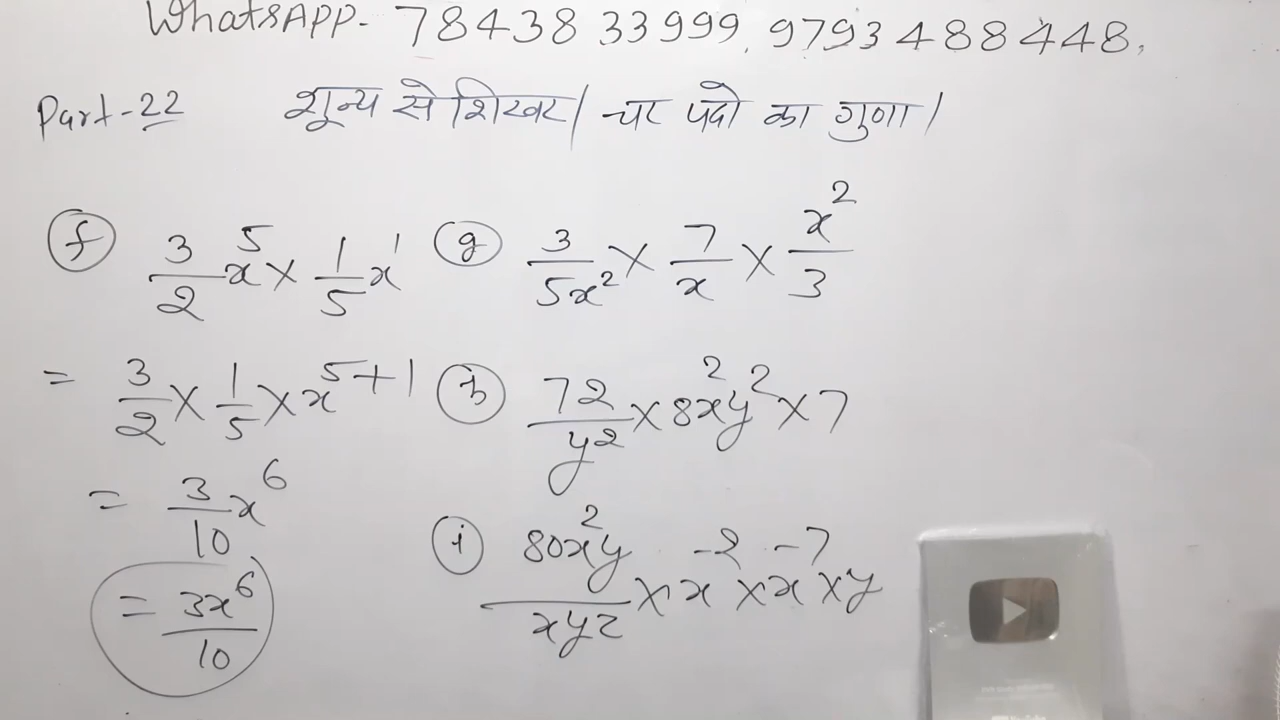 WhatsAPP- 7843833999, 9793488448,
Part-22 शून्य से शिखर/ चर पदो का गुणा/
(f) 3/2 x^5 × 1/5 x^1
= 3/2 × 1/5 × x^(5+1)
= 3/10 x^6
= 3x^6/10
(g) 3/5x^2 × 7/x × x^2/3
(h) 72/y^2 × 8x^2y^2 × 7
(i) 80x^2y/xyz × x^-2 × x^-7 × y